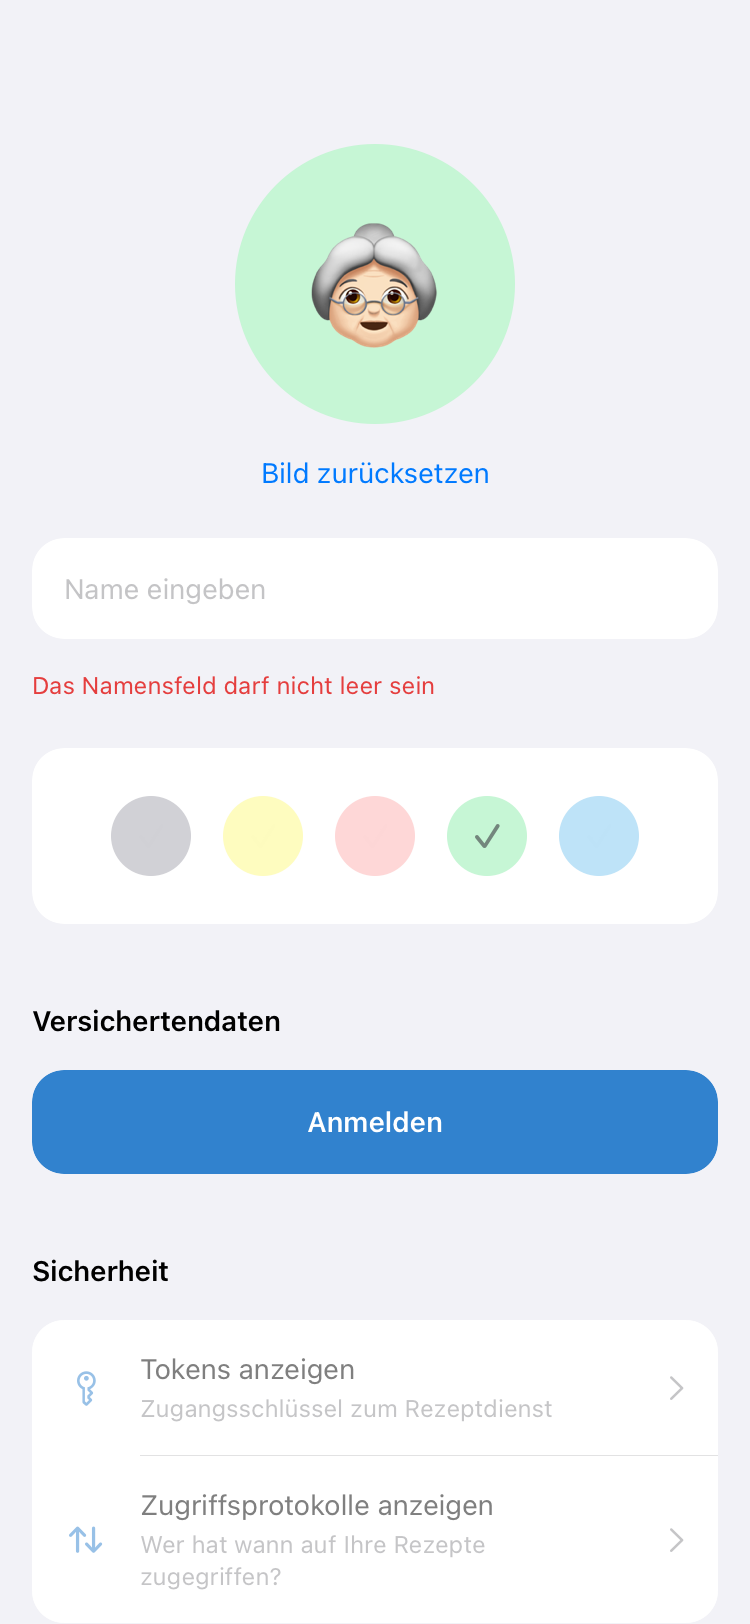 Bild zurücksetzen
Name eingeben
Das Namensfeld darf nicht leer sein
Versichertendaten
Anmelden
Sicherheit
Tokens anzeigen
Zugangsschlüssel zum Rezeptdienst
Zugriffsprotokolle anzeigen
Wer hat wann auf Ihre Rezepte
zugegriffen?